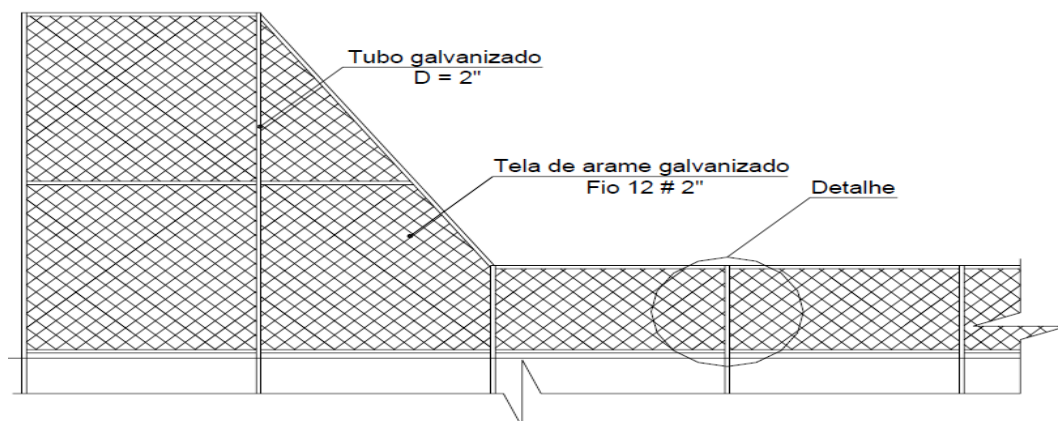 Tubo galvanizado
D = 2"
Tela de arame galvanizado
Fio 12 # 2"
Detalhe